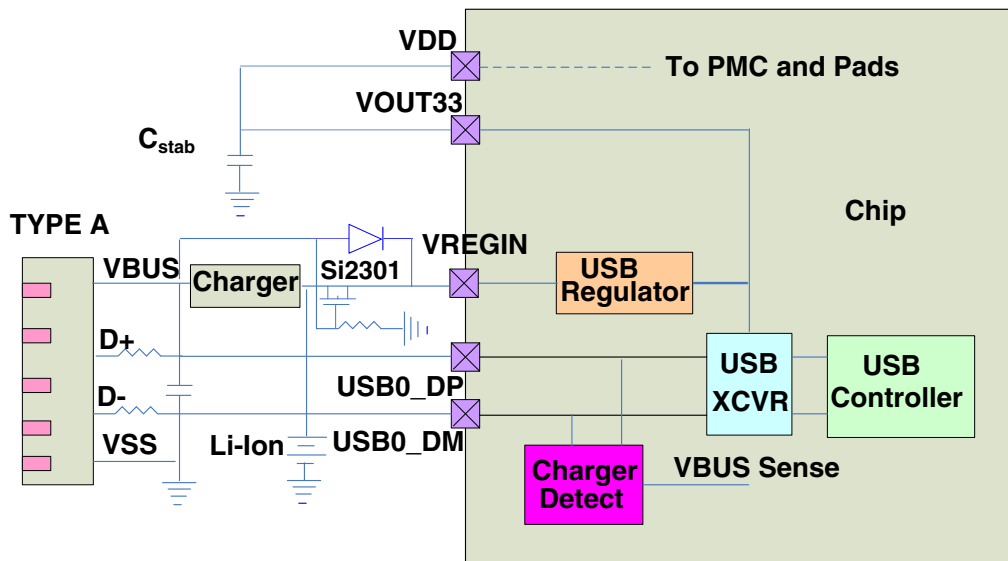 VDD
To PMC and Pads
VOUT33
Cstab
Chip
TYPE A
VREGIN
VBUS
Charger
Si2301
USB
Regulator
D+
USB0_DP
USB
XCVR
USB
Controller
D-
USB0_DM
VSS
Li-Ion
Charger
Detect
VBUS Sense